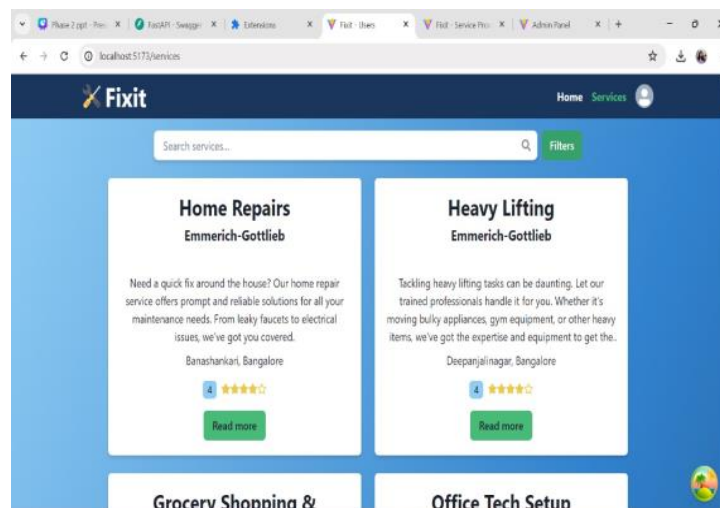 Phase 2 ppt - Pres
FastAPI - Swagger
Extensions
Fixit - Users
Fixit - Service Pro
Admin Panel
localhost:5173/services
Fixit
Home
Services
Search services...
Filters
Home Repairs
Emmerich-Gottlieb
Need a quick fix around the house? Our home repair
service offers prompt and reliable solutions for all your
maintenance needs. From leaky faucets to electrical
issues, we've got you covered.
Banashankari, Bangalore
4
Read more
Heavy Lifting
Emmerich-Gottlieb
Tackling heavy lifting tasks can be daunting. Let our
trained professionals handle it for you. Whether it's
moving bulky appliances, gym equipment, or other heavy
items, we've got the expertise and equipment to get the..
Deepanjalinagar, Bangalore
4
Read more
Grocery Shopping &
Office Tech Setup